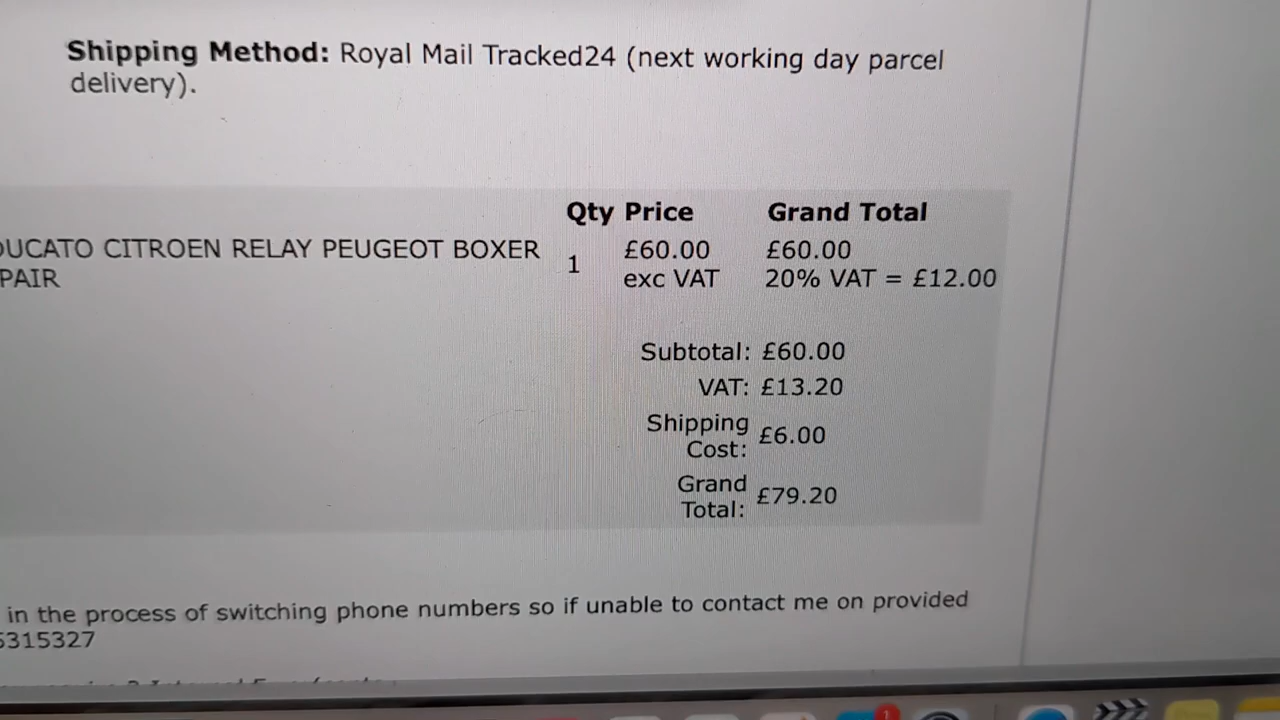 Shipping Method: Royal Mail Tracked24 (next working day parcel
delivery).
Qty Price Grand Total
DUCATO CITROEN RELAY PEUGEOT BOXER
PAIR
1
£60.00 £60.00
exc VAT 20% VAT = £12.00
Subtotal: £60.00
VAT: £13.20
Shipping
Cost: £6.00
Grand
Total: £79.20
in the process of switching phone numbers so if unable to contact me on provided
5315327
1